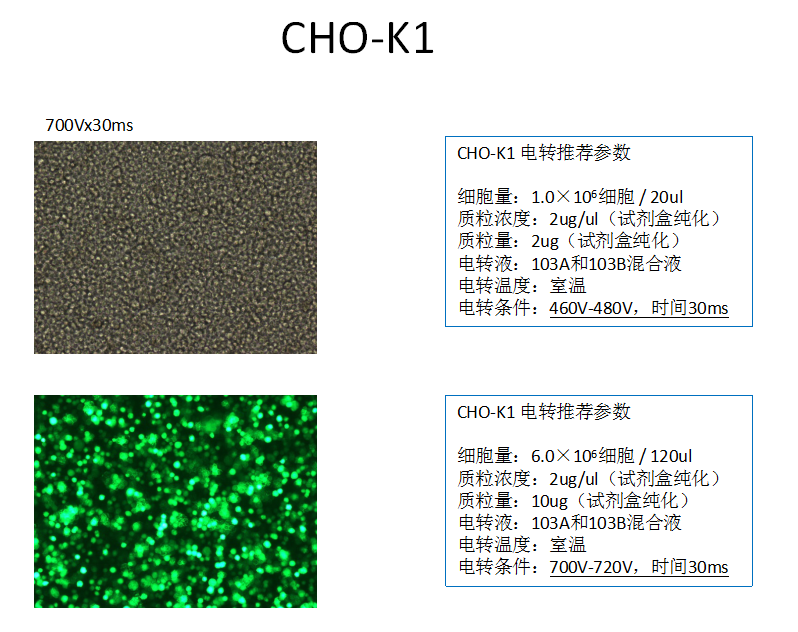 CHO-K1
700Vx30ms
CHO-K1 电转推荐参数
细胞量：1.0×10⁶细胞 / 20ul
质粒浓度：2ug/ul（试剂盒纯化）
质粒量：2ug（试剂盒纯化）
电转液：103A和103B混合液
电转温度：室温
电转条件：460V-480V，时间30ms
CHO-K1 电转推荐参数
细胞量：6.0×10⁶细胞 / 120ul
质粒浓度：2ug/ul（试剂盒纯化）
质粒量：10ug（试剂盒纯化）
电转液：103A和103B混合液
电转温度：室温
电转条件：700V-720V，时间30ms